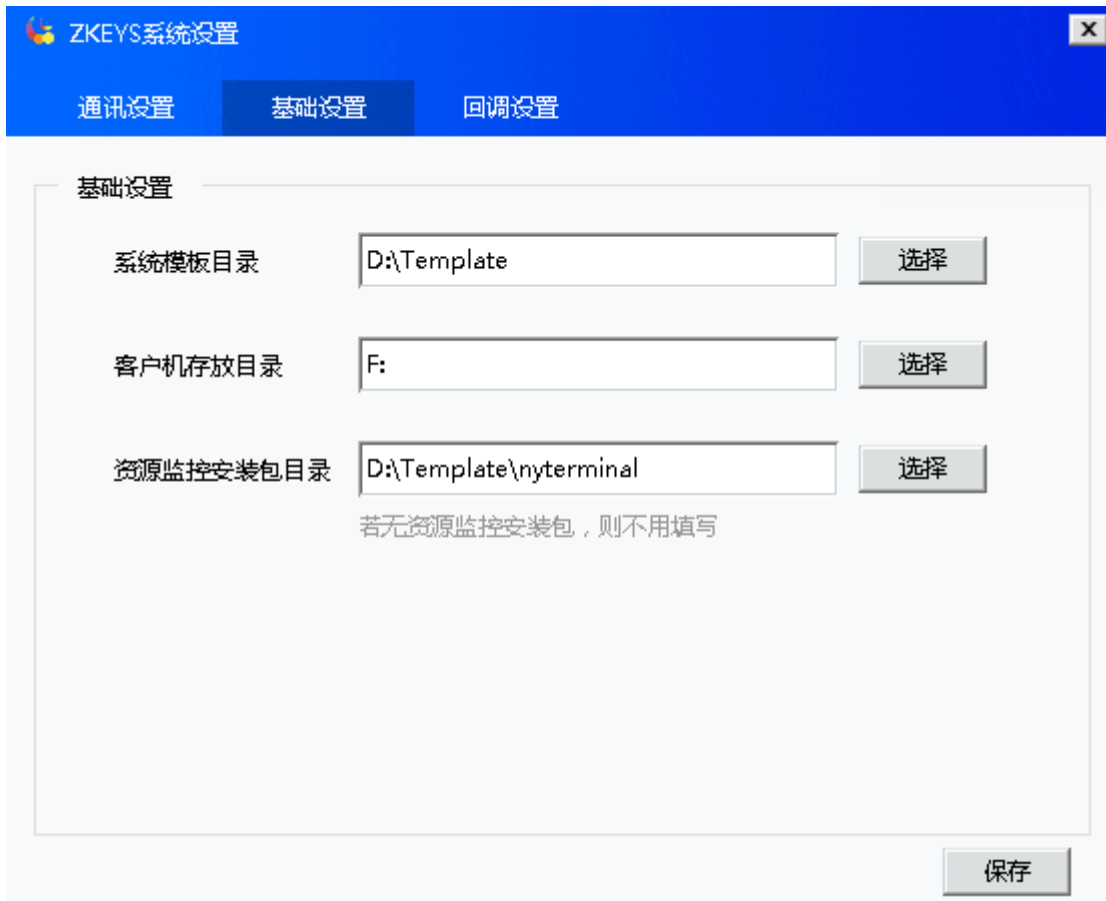 ZKEYS系统设置
通讯设置 基础设置 回调设置
基础设置
系统模板目录 D:\Template 选择
客户机存放目录 F: 选择
资源监控安装包目录 D:\Template\nyterminal 选择
若无资源监控安装包，则不用填写
保存